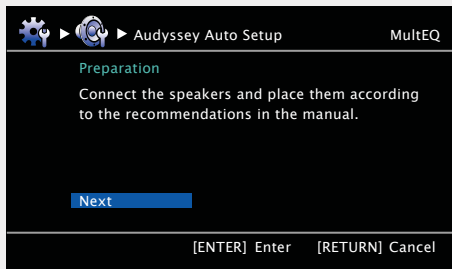 Audyssey Auto Setup MultEQ
Preparation
Connect the speakers and place them according
to the recommendations in the manual.
Next
[ENTER] Enter [RETURN] Cancel